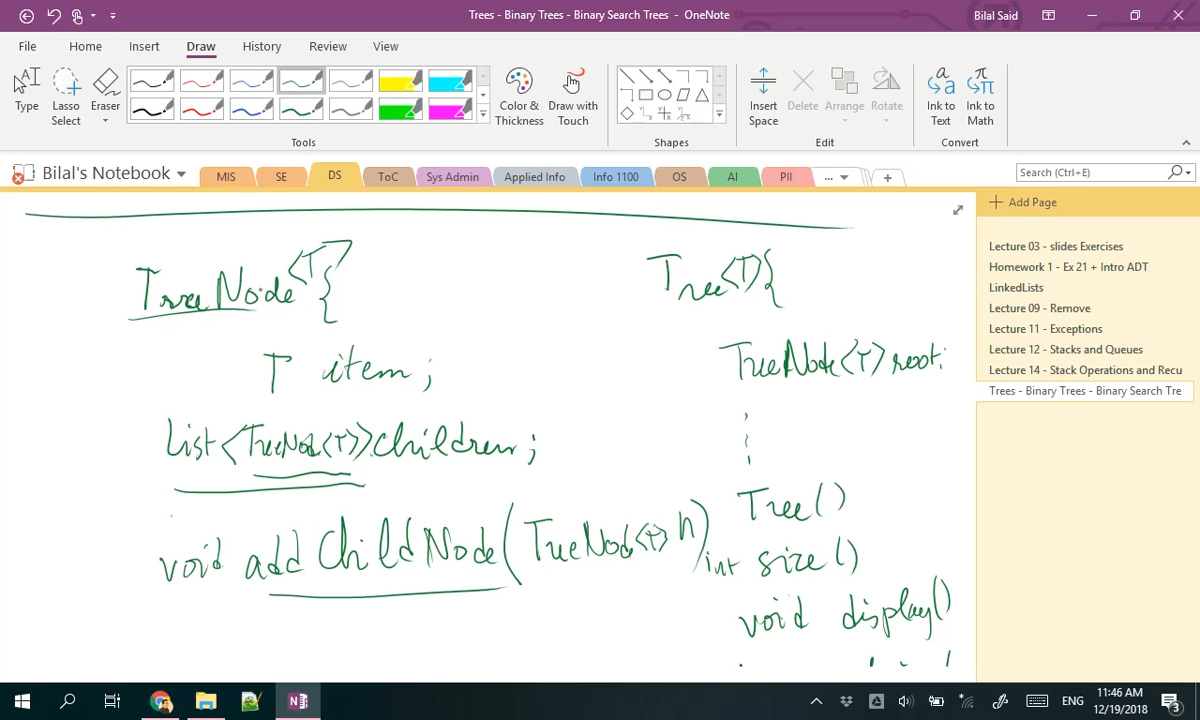 Trees - Binary Trees - Binary Search Trees - OneNote
Bilal Said
File Home Insert Draw History Review View
Type
Lasso Select
Eraser
Color & Thickness
Draw with Touch
Insert Space
Delete
Arrange
Rotate
Ink to Text
Ink to Math
Tools
Shapes
Edit
Convert
Bilal's Notebook
MIS SE DS ToC Sys Admin Applied Info Info 1100 OS AI PII ... +
Search (Ctrl+E)
Add Page
Lecture 03 - slides Exercises
Homework 1 - Ex 21 + Intro ADT
LinkedLists
Lecture 09 - Remove
Lecture 11 - Exceptions
Lecture 12 - Stacks and Queues
Lecture 14 - Stack Operations and Recu
Trees - Binary Trees - Binary Search Tre
TreeNode<T>{
T item;
List<TreeNod<T>>children;
void addChildNode(TreeNode<T> n)
Tree<T>{
TreeNode<T> root;
Tree()
int size()
void display()
ENG
11:46 AM
12/19/2018
3